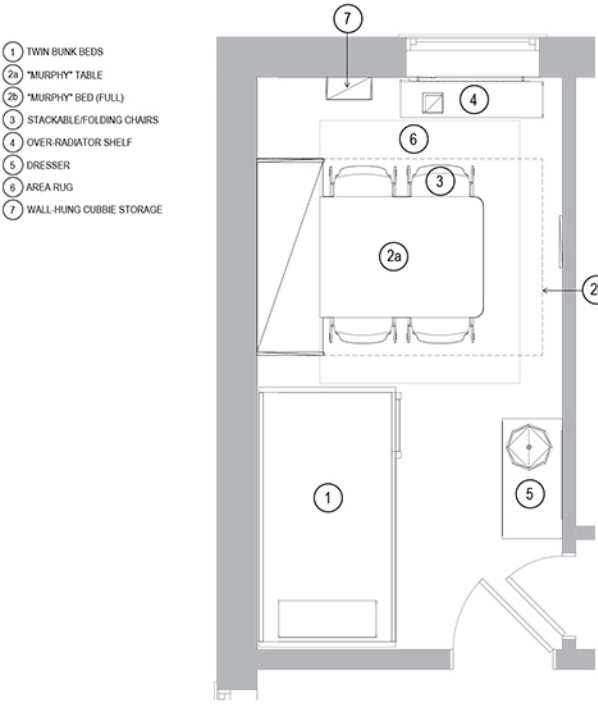 1 TWIN BUNK BEDS
2a "MURPHY" TABLE
2b "MURPHY" BED (FULL)
3 STACKABLE/FOLDING CHAIRS
4 OVER-RADIATOR SHELF
5 DRESSER
6 AREA RUG
7 WALL-HUNG CUBBIE STORAGE
7
4
6
3
2a
1
5